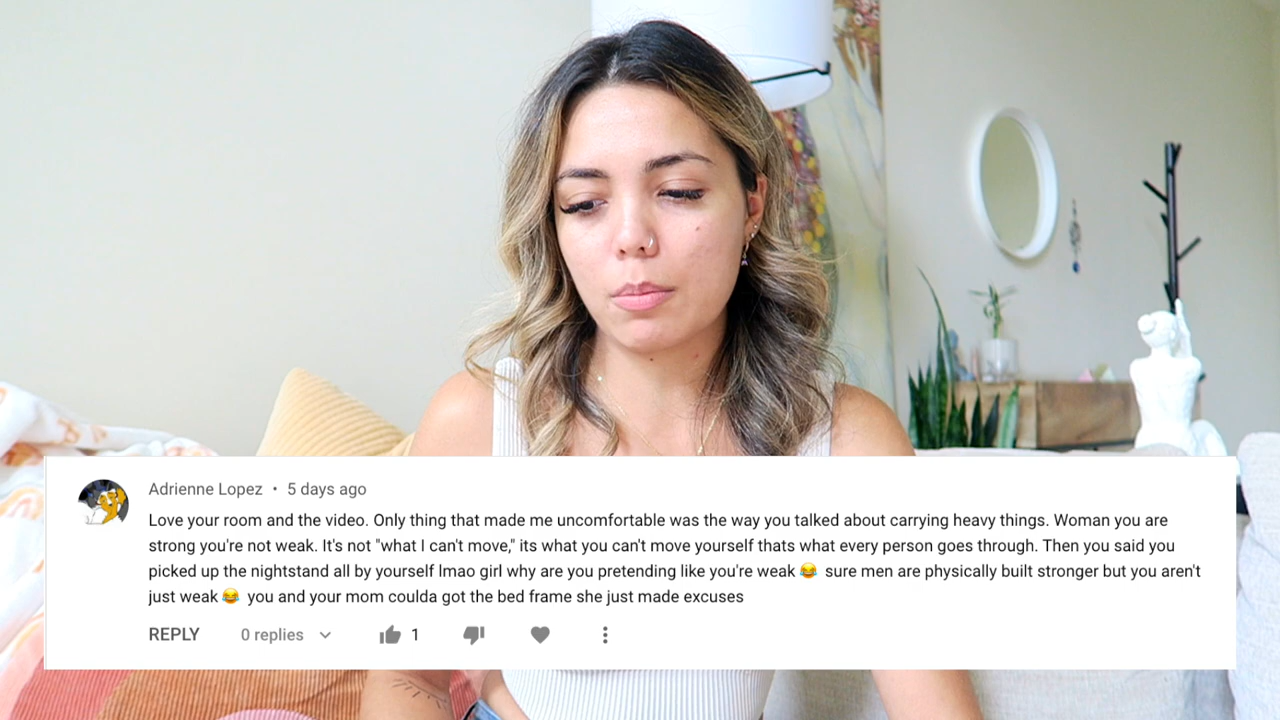 Adrienne Lopez • 5 days ago
Love your room and the video. Only thing that made me uncomfortable was the way you talked about carrying heavy things. Woman you are
strong you're not weak. It's not "what I can't move," its what you can't move yourself thats what every person goes through. Then you said you
picked up the nightstand all by yourself lmao girl why are you pretending like you're weak 😂 sure men are physically built stronger but you aren't
just weak 😂 you and your mom coulda got the bed frame she just made excuses
REPLY 0 replies 1